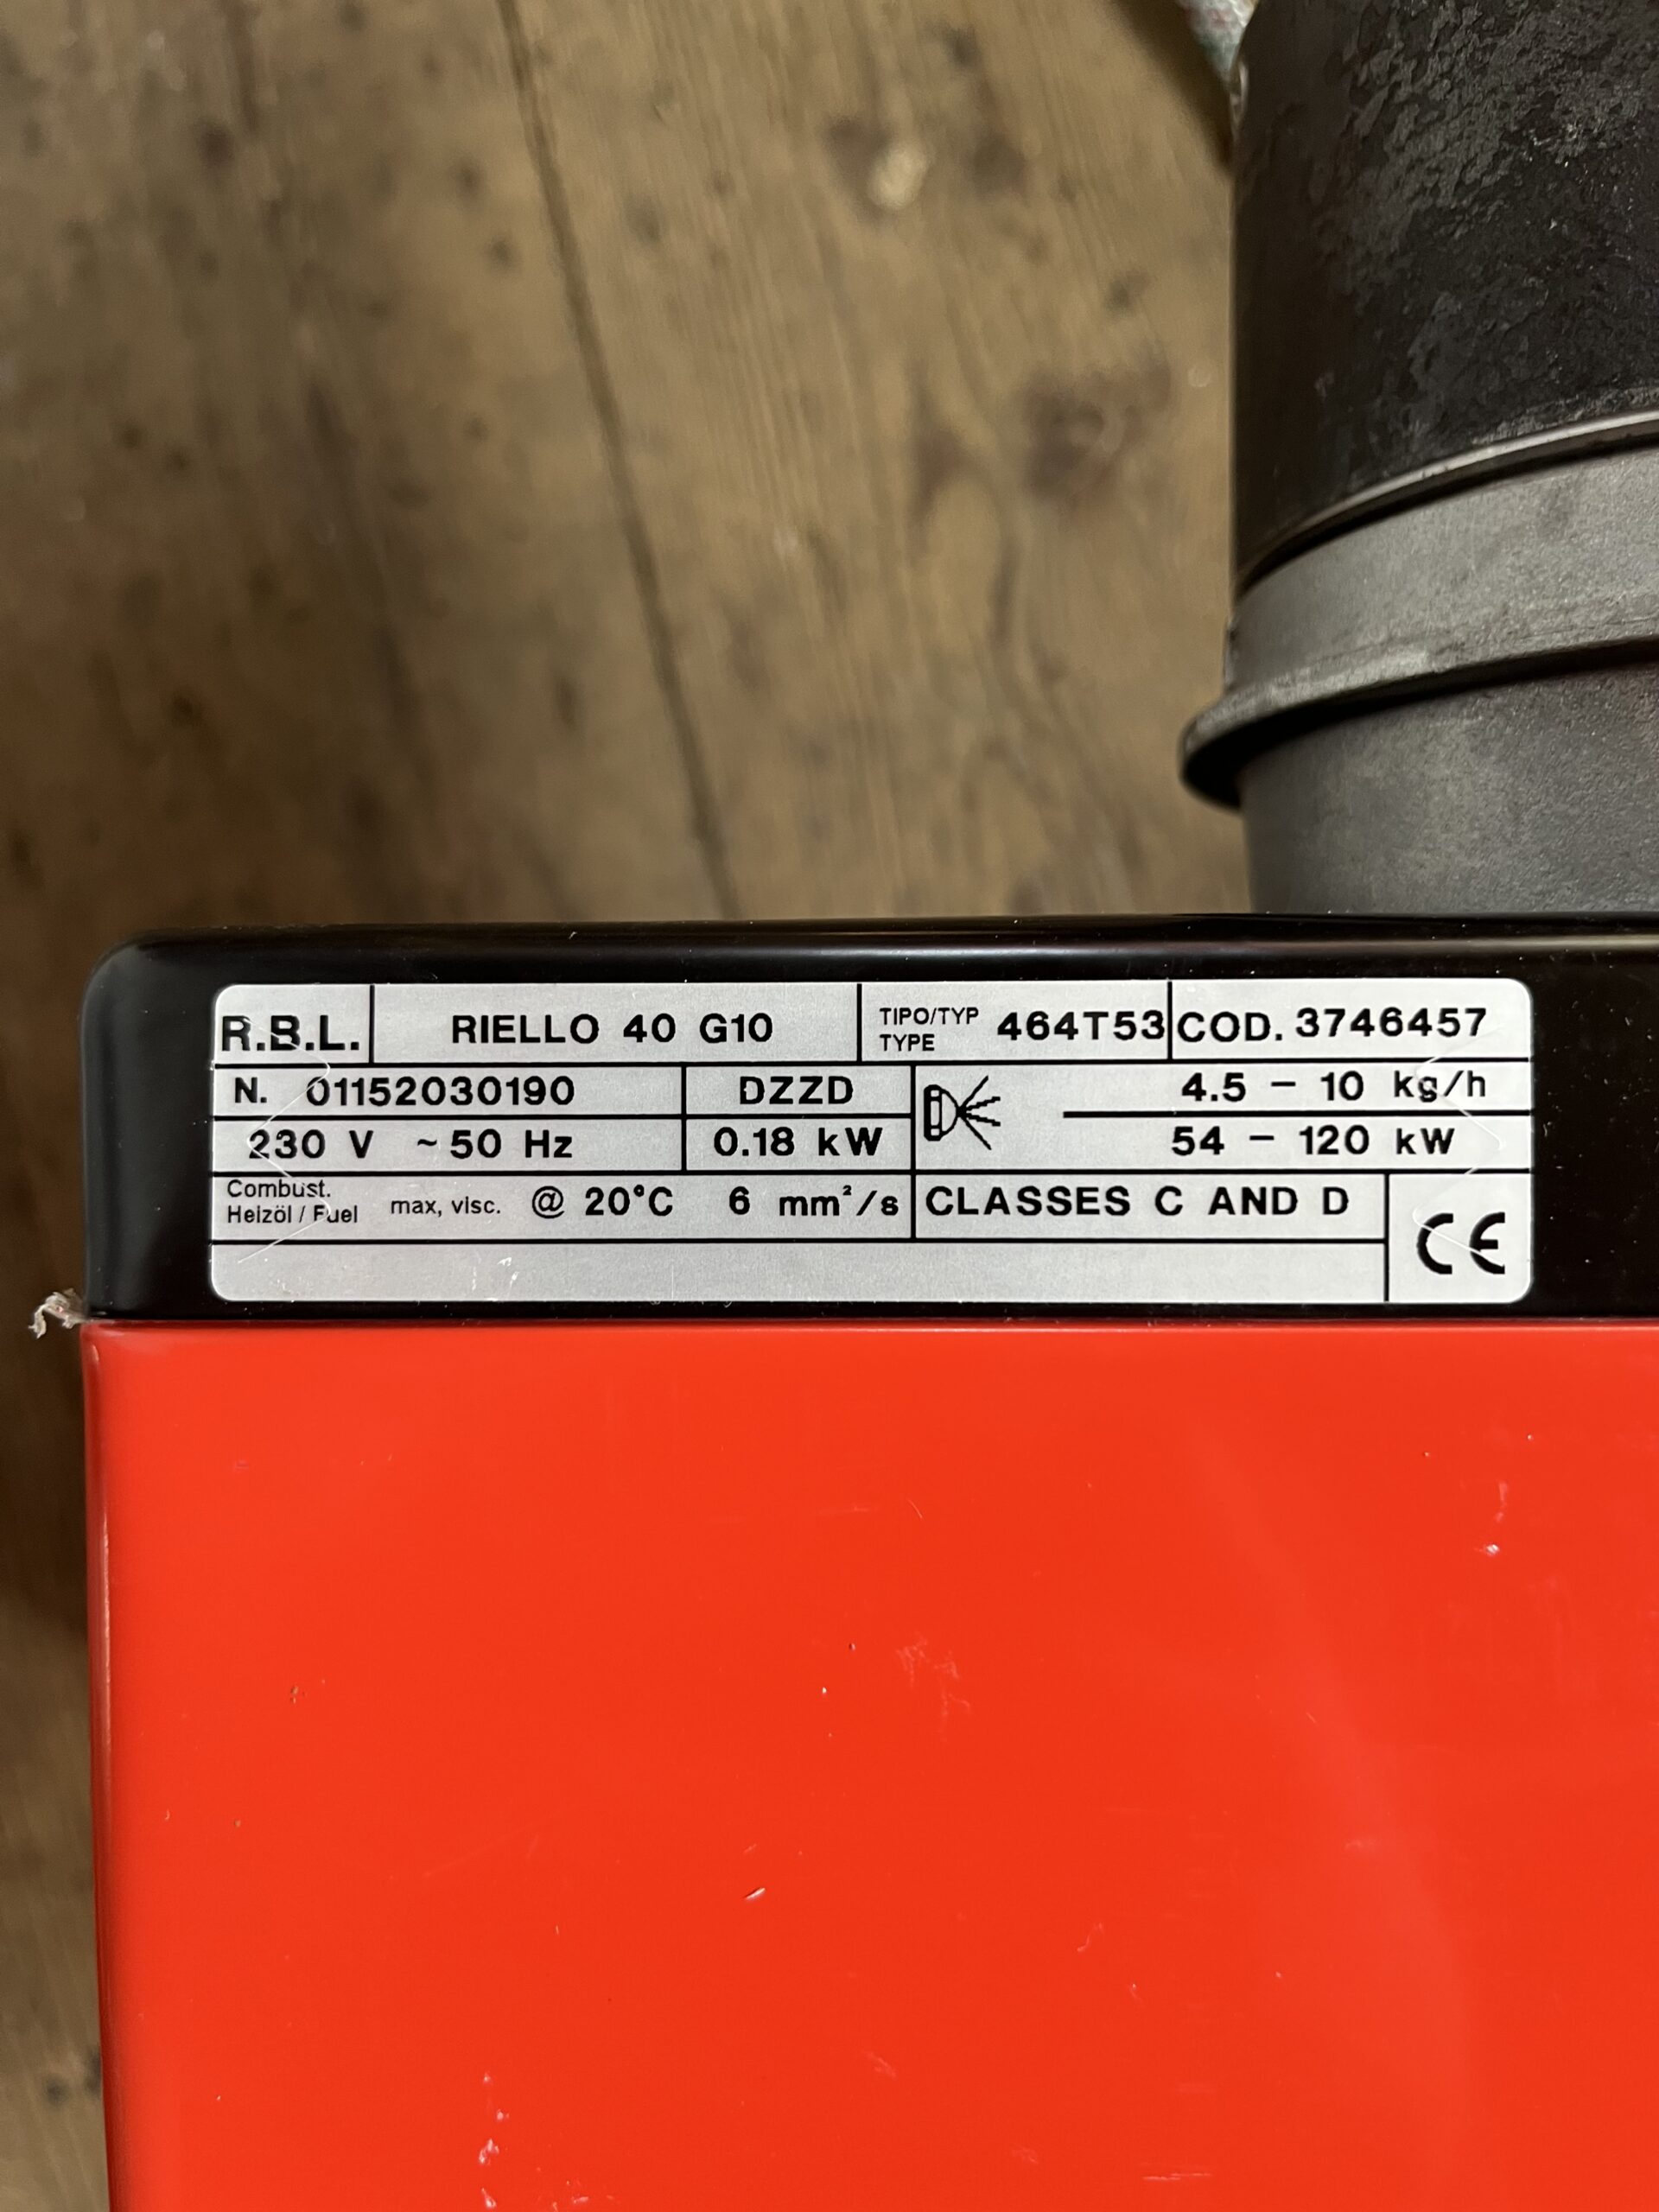 R.B.L. RIELLO 40 G10 TIPO/TYP TYPE 464T53 COD. 3746457
N. 01152030190 DZZD 4.5 – 10 kg/h
230 V ~50 Hz 0.18 kW 54 – 120 kW
Combust.
Heizöl / Fuel max, visc. @ 20°C 6 mm²/s CLASSES C AND D
CE